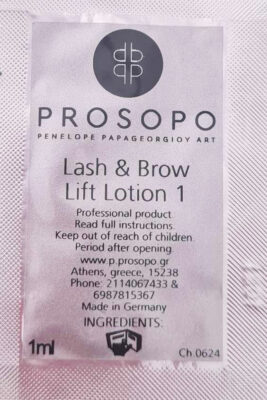 PROSOPO
PENELOPE PAPAGEORGIOY ART
Lash & Brow
Lift Lotion 1
Professional product
Read full instructions.
Keep out of reach of children
Period after opening.
www.p.prosopo.gr
Athens, greece, 15238
Phone: 2114067433 &
6987815367
Made in Germany
INGREDIENTS:
1ml
Ch.0624